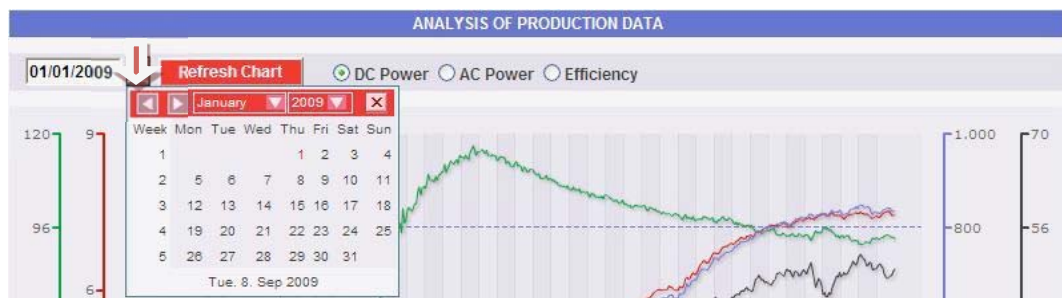 ANALYSIS OF PRODUCTION DATA
01/01/2009 Refresh Chart DC Power AC Power Efficiency
January 2009 X
Week Mon Tue Wed Thu Fri Sat Sun
1 1 2 3 4
2 5 6 7 8 9 10 11
3 12 13 14 15 16 17 18
4 19 20 21 22 23 24 25
5 26 27 28 29 30 31
Tue. 8. Sep 2009
120 9 1.000 70
96 800 56
6